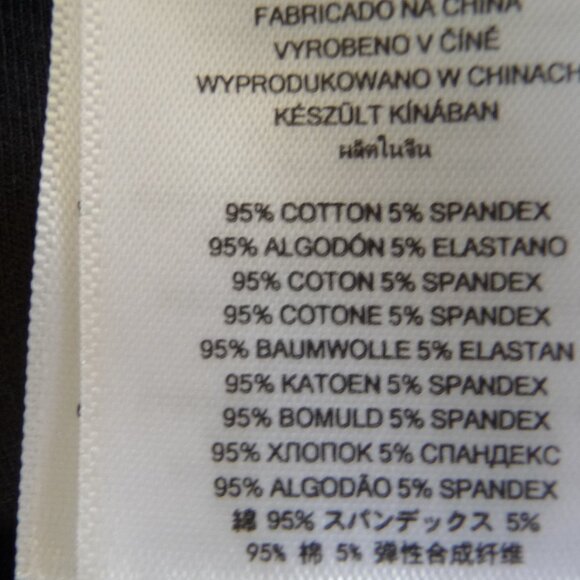 FABRICADO NA CHINA
VYROBENO V ČÍNĚ
WYPRODUKOWANO W CHINACH
KÉSZÜLT KÍNÁBAN
ผลิตในจีน
95% COTTON 5% SPANDEX
95% ALGODÓN 5% ELASTANO
95% COTON 5% SPANDEX
95% COTONE 5% SPANDEX
95% BAUMWOLLE 5% ELASTAN
95% KATOEN 5% SPANDEX
95% BOMULD 5% SPANDEX
95% ХЛОПОК 5% СПАНДЕКС
95% ALGODÃO 5% SPANDEX
綿 95% スパンデックス 5%
95% 棉 5% 弹性合成纤维